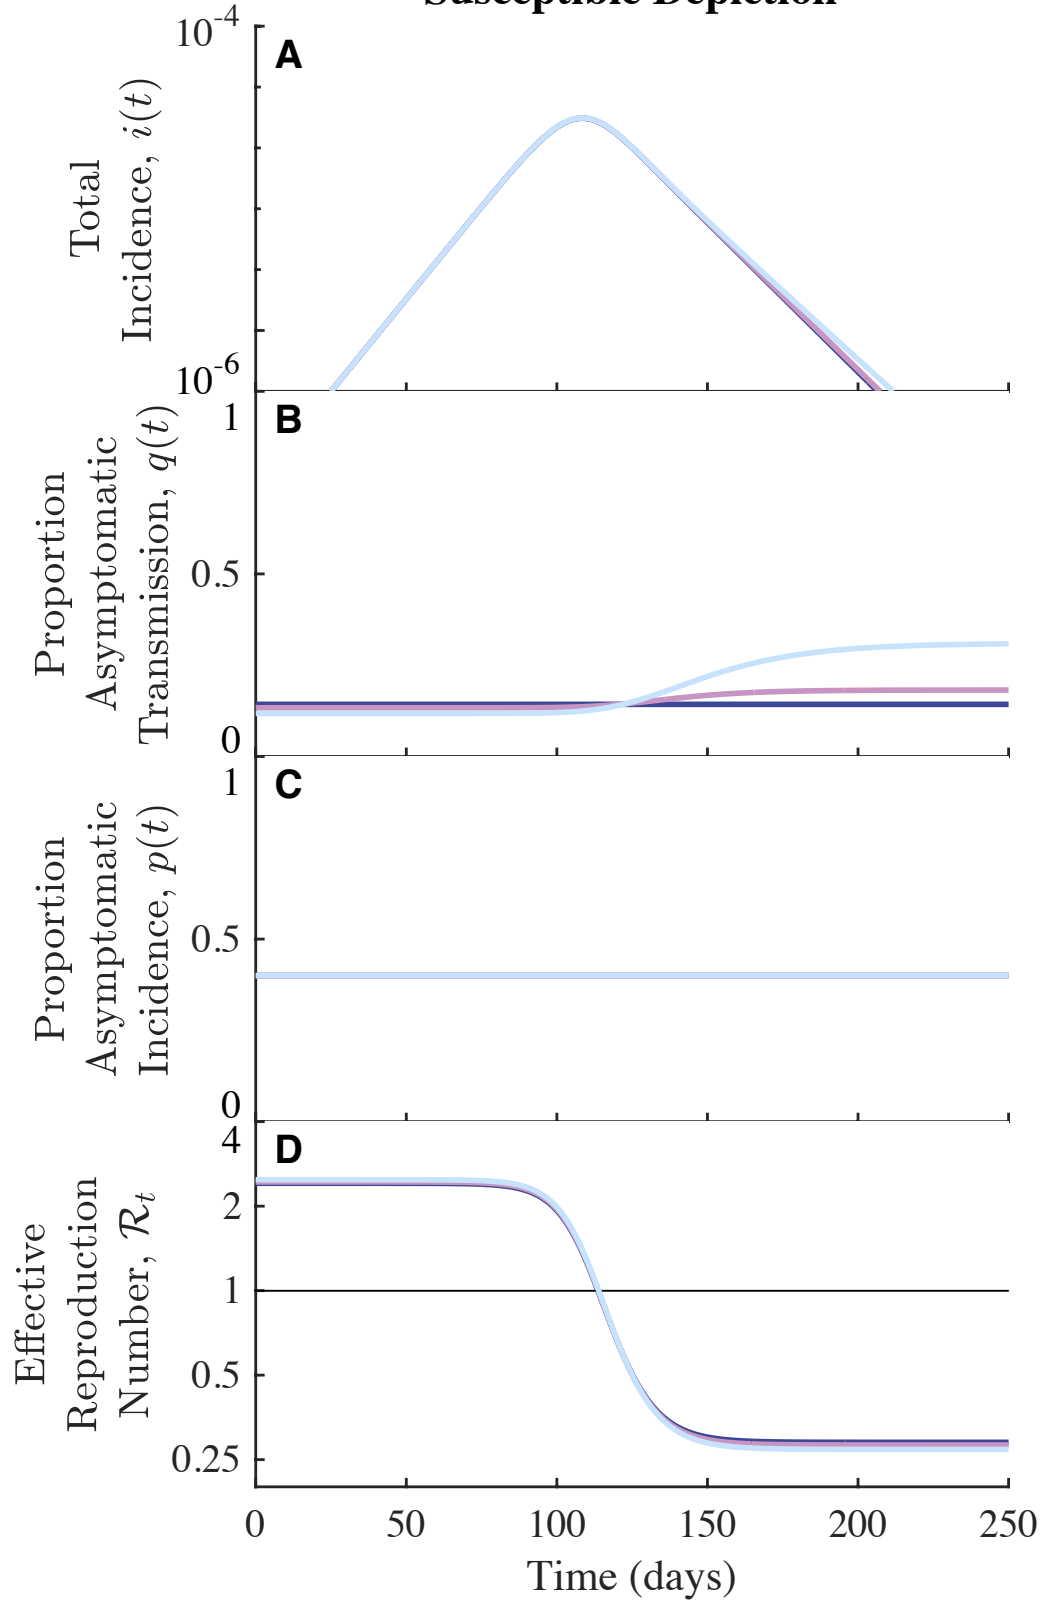 Susceptible Depletion
A
10^-4
10^-6
Total
Incidence, i(t)
B
1
0.5
0
Proportion
Asymptomatic
Transmission, q(t)
C
1
0.5
0
Proportion
Asymptomatic
Incidence, p(t)
D
4
2
1
0.5
0.25
Effective
Reproduction
Number, ℛ_t
0 50 100 150 200 250
Time (days)